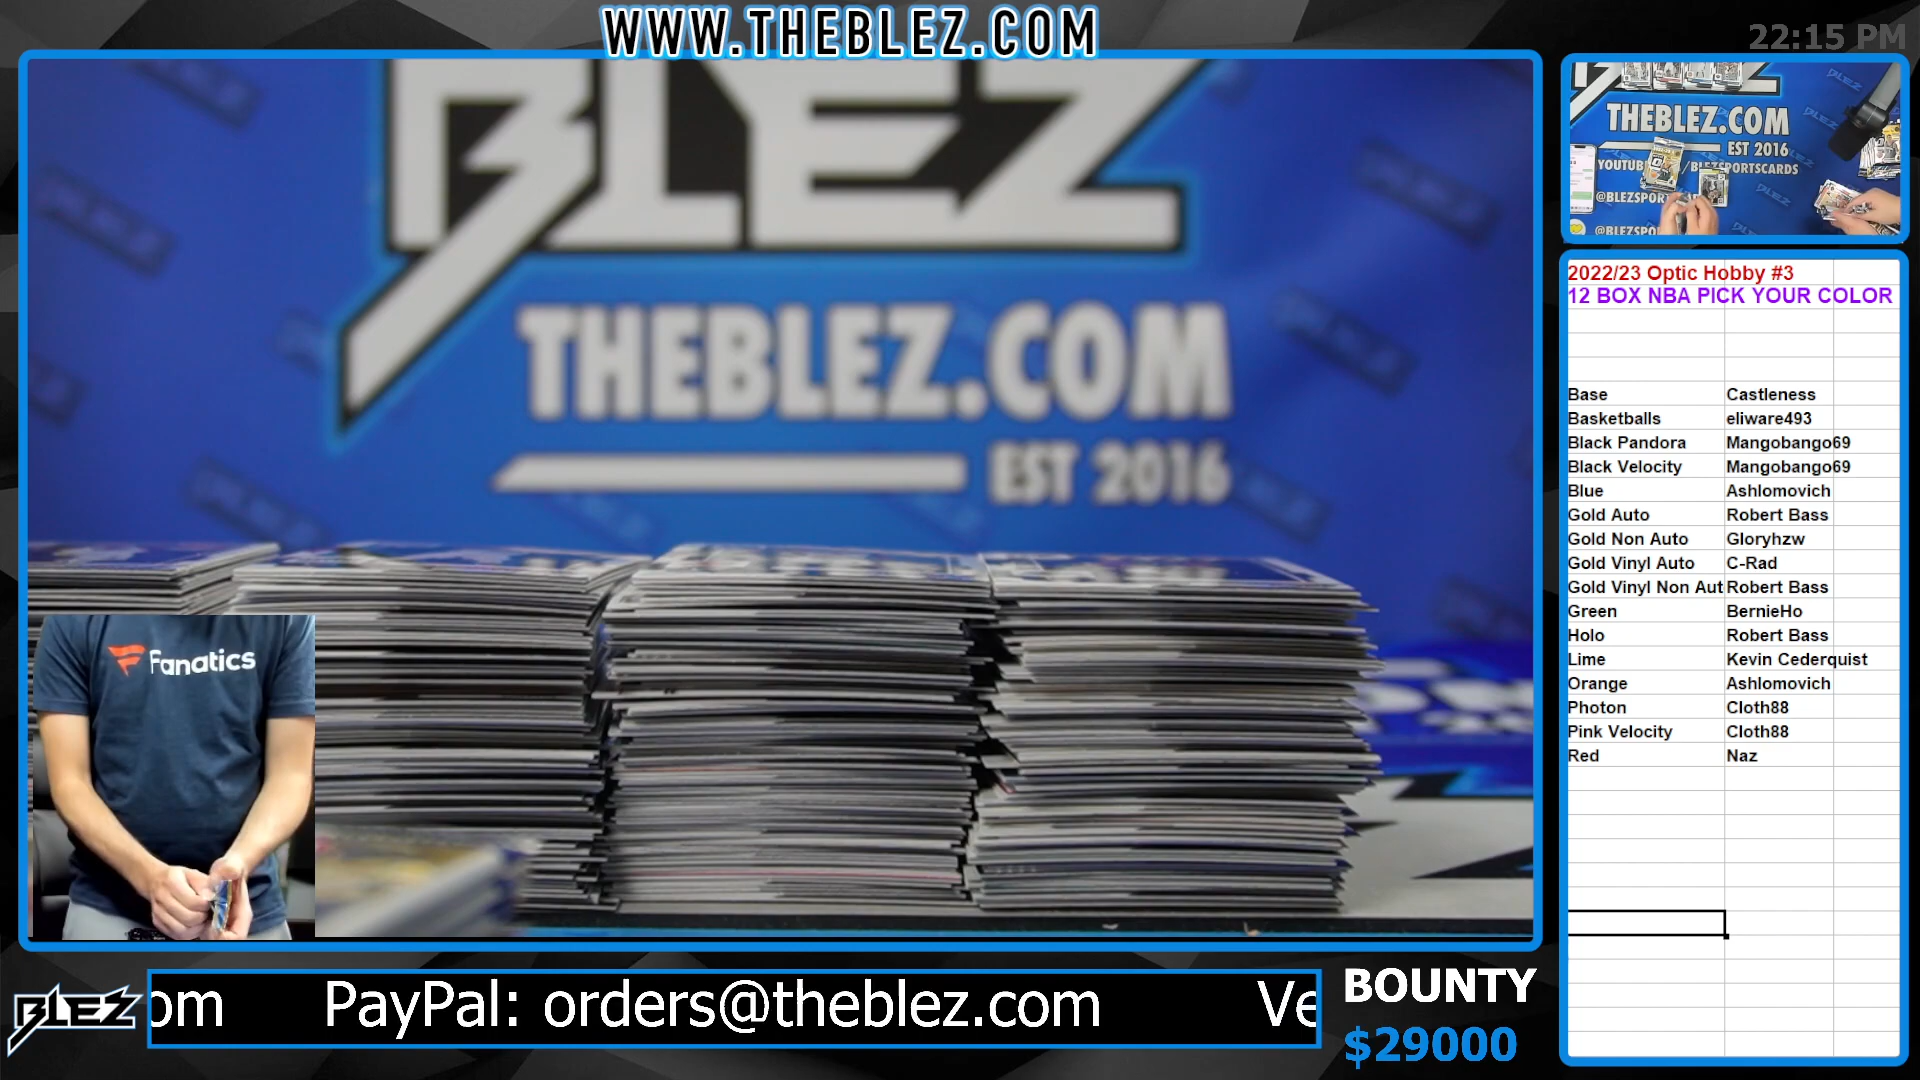 WWW.THEBLEZ.COM
22:15 PM
BLEZ
THEBLEZ.COM
EST 2016
Fanatics
THEBLEZ.COM
EST 2016
@BLEZSPOR
2022/23 Optic Hobby #3
12 BOX NBA PICK YOUR COLOR
Base Castleness
Basketballs eliware493
Black Pandora Mangobango69
Black Velocity Mangobango69
Blue Ashlomovich
Gold Auto Robert Bass
Gold Non Auto Gloryhzw
Gold Vinyl Auto C-Rad
Gold Vinyl Non Aut Robert Bass
Green BernieHo
Holo Robert Bass
Lime Kevin Cederquist
Orange Ashlomovich
Photon Cloth88
Pink Velocity Cloth88
Red Naz
BLEZ
om PayPal: orders@theblez.com Ve
BOUNTY
$29000